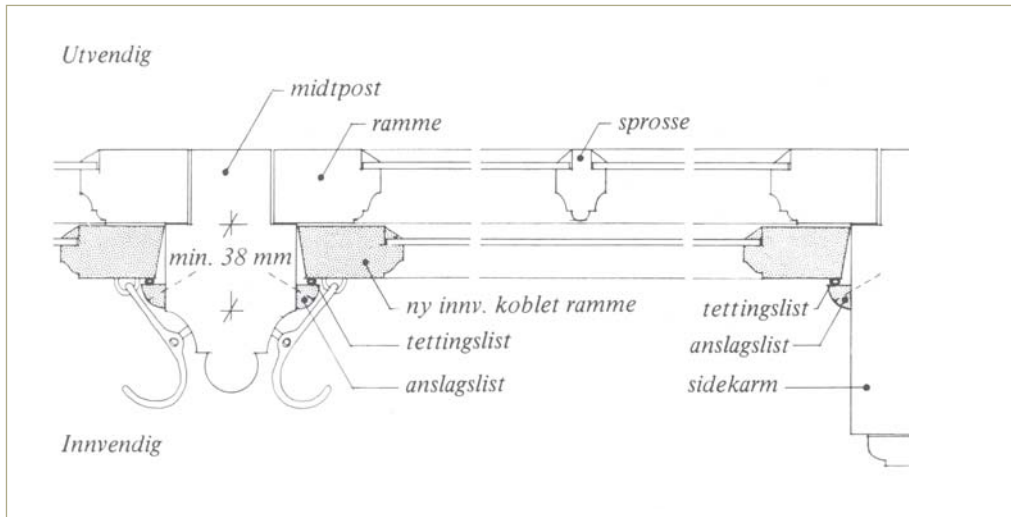 Utvendig
midtpost
ramme
sprosse
min. 38 mm
ny innv. koblet ramme
tettingslist
anslagslist
tettingslist
anslagslist
sidekarm
Innvendig